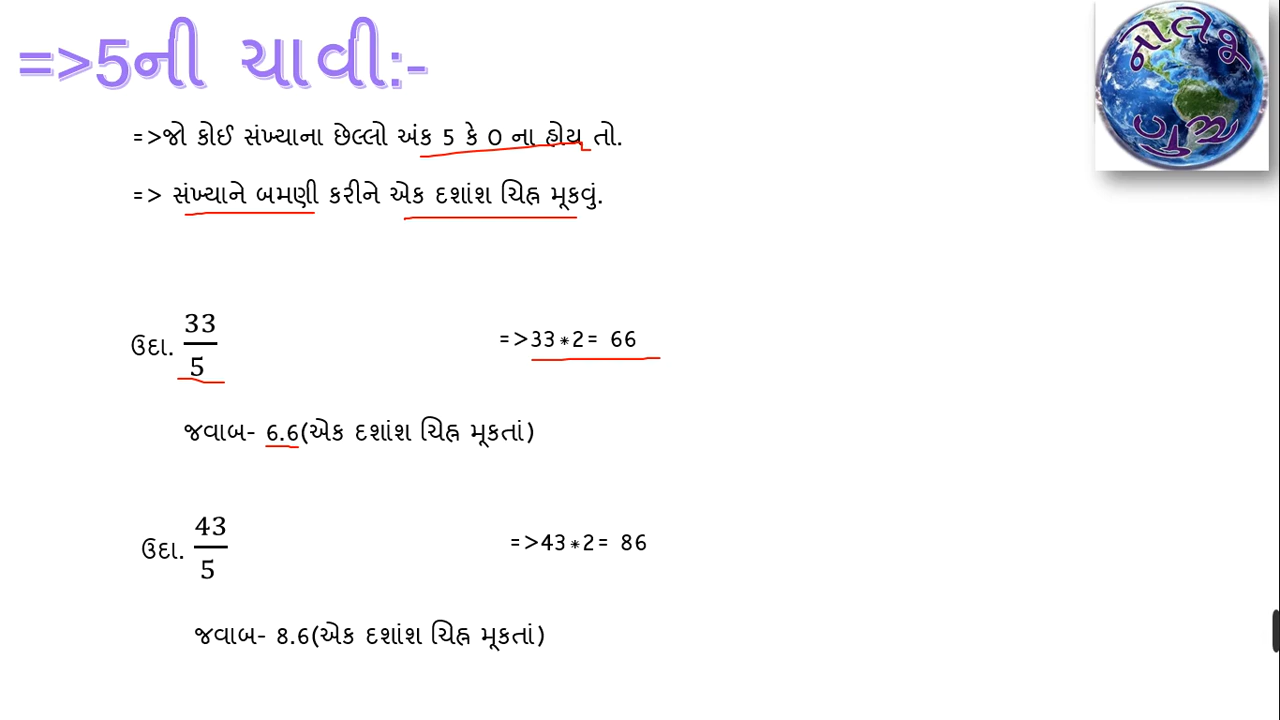 =>5ની ચાવી:-
નોલેજ ગુરુ
=>જો કોઈ સંખ્યાના છેલ્લો અંક 5 કે 0 ના હોય તો.
=> સંખ્યાને બમણી કરીને એક દશાંશ ચિહ્ન મૂકવું.
ઉદા. 33/5 =>33*2= 66
જવાબ- 6.6(એક દશાંશ ચિહ્ન મૂકતાં)
ઉદા. 43/5 =>43*2= 86
જવાબ- 8.6(એક દશાંશ ચિહ્ન મૂકતાં)